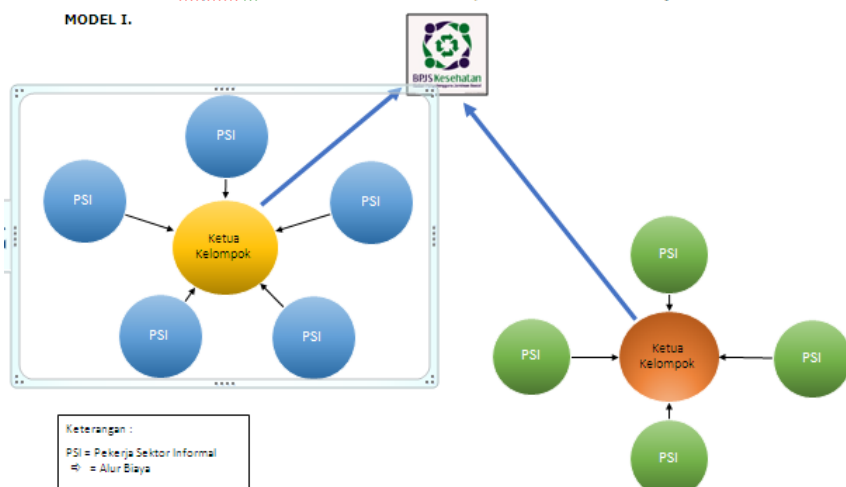 MODEL I.
BPJS Kesehatan
PSI
PSI
PSI
Ketua
Kelompok
PSI
PSI
PSI
PSI
Ketua
Kelompok
PSI
PSI
Keterangan :
PSI = Pekerja Sektor Informal
⇨ = Alur Biaya